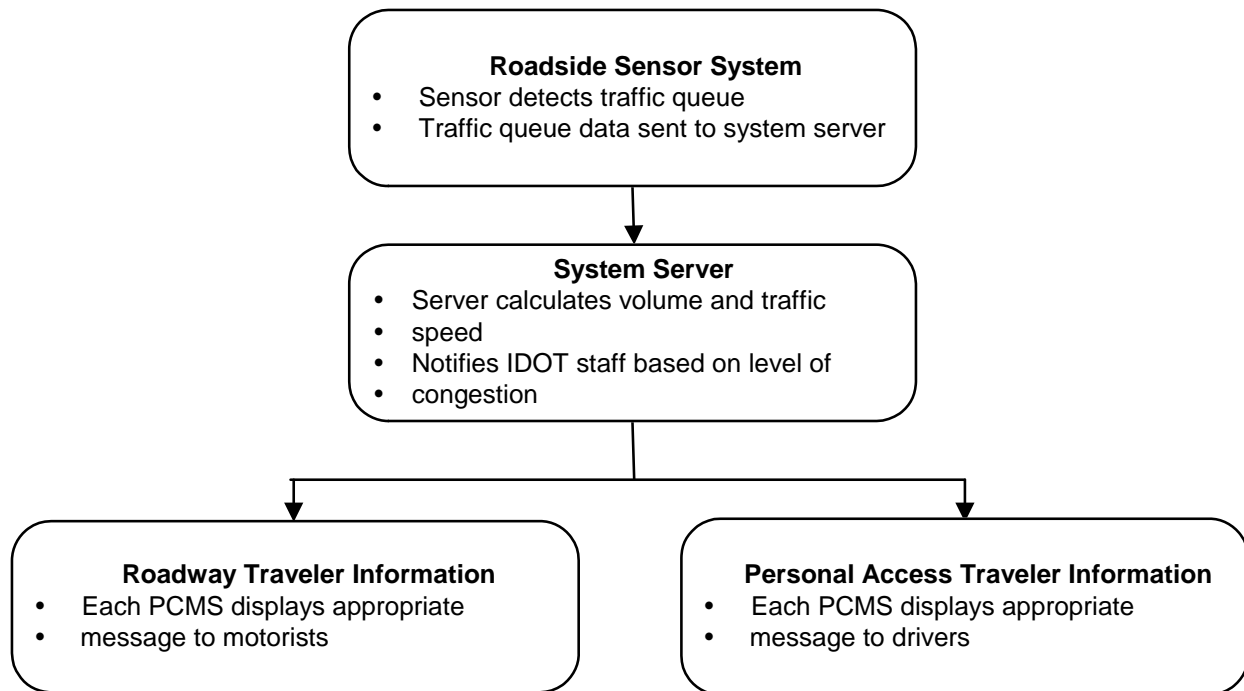 Roadside Sensor System
• Sensor detects traffic queue
• Traffic queue data sent to system server
System Server
• Server calculates volume and traffic
• speed
• Notifies IDOT staff based on level of
• congestion
Roadway Traveler Information
• Each PCMS displays appropriate
• message to motorists
Personal Access Traveler Information
• Each PCMS displays appropriate
• message to drivers